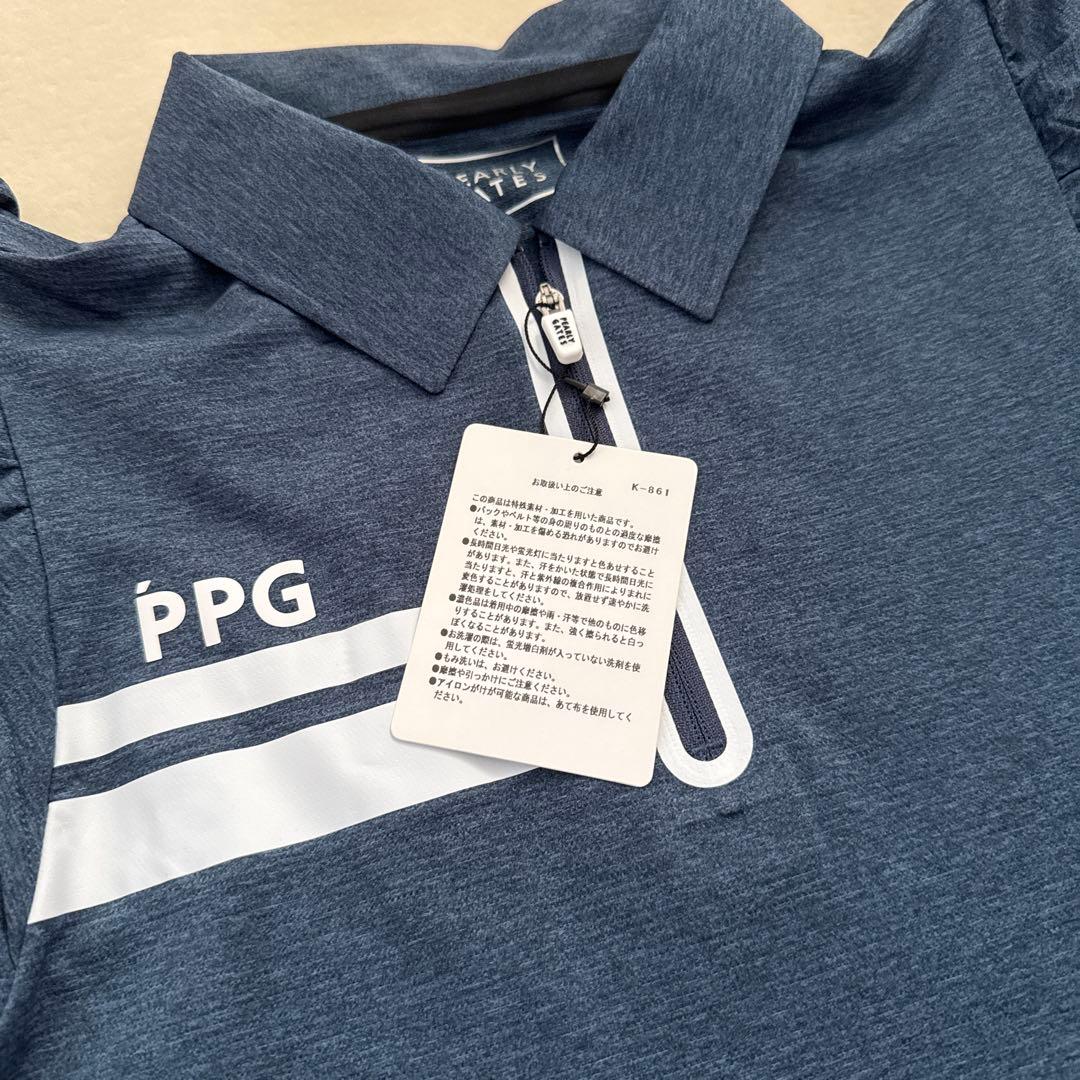 EARLY
ATES
PEARLY
GATES
お取扱い上のご注意 K-861
この商品は特殊素材・加工を用いた商品です。
●バックやベルト等の身の廻りのものとの過度な摩擦
は、素材・加工を傷める恐れがありますのでお避け
ください。
●長時間日光や蛍光灯に当たりますと色あせすること
があります。また、汗をかいた状態で長時間日光に
当たりますと、汗と紫外線の複合作用によりまれに
変色することがありますので、放置せず速やかに洗
濯処理をしてください。
●濃色品は着用中の摩擦や雨・汗等で他のものに色移
りすることがあります。また、強く擦られると白っ
ぽくなることがあります。
●お洗濯の際は、蛍光増白剤が入っていない洗剤を使
用してください。
●もみ洗いは、お避けください。
●摩擦や引っかけにご注意ください。
●アイロンがけが可能な商品は、あて布を使用してく
ださい。
ṔPG